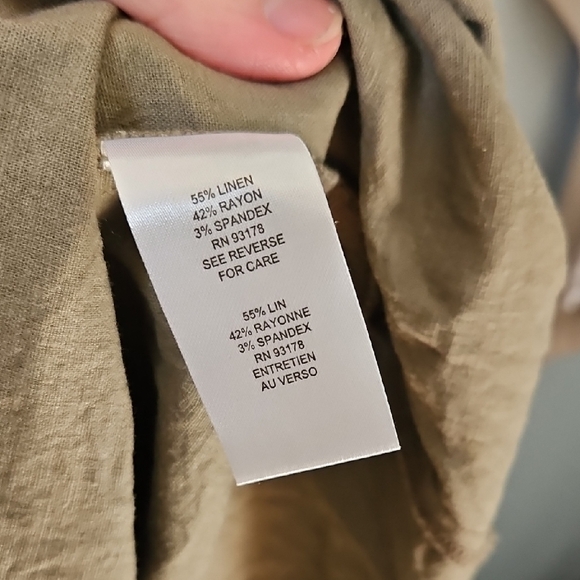 55% LINEN
42% RAYON
3% SPANDEX
RN 93178
SEE REVERSE
FOR CARE
55% LIN
42% RAYONNE
3% SPANDEX
RN 93178
ENTRETIEN
AU VERSO